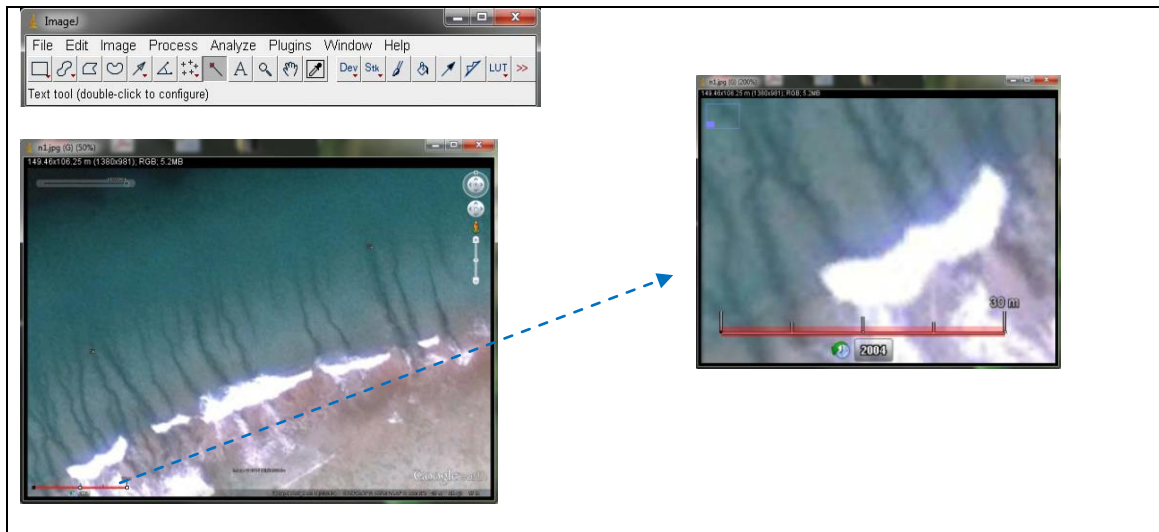 ImageJ
File Edit Image Process Analyze Plugins Window Help
A Dev Stk LUT >>
Text tool (double-click to configure)
n1.jpg (G) (50%)
149.46x106.25 m (1380x981); RGB; 5.2MB
Google
n1.jpg (G) (200%)
149.46x106.25 m (1380x981); RGB; 5.2MB
30 m
2004